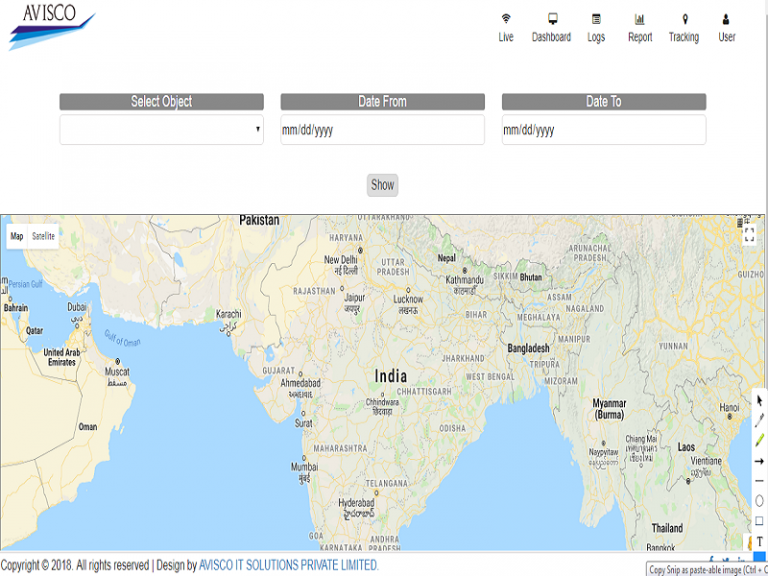 AVISCO
Live Dashboard Logs Report Tracking User
Select Object Date From Date To
mm/dd/yyyy mm/dd/yyyy
Show
Map Satellite
Pakistan
UTTARAKHAND
HARYANA
New Delhi
नई दिल्ली
UTTAR
PRADESH
Nepal
Kathmandu
काठमाडौं
SIKKIM Bhutan
ARUNACHAL
PRADESH
GUIZHO
Persian Gulf
Bahrain
Qatar
Dubai
دبي
United Arab
Emirates
Gulf of Oman
Muscat
مسقط
Oman
Karachi
کراچی
RAJASTHAN
Jaipur
जयपुर
Lucknow
लखनऊ
BIHAR
ASSAM
NAGALAND
MEGHALAYA
MANIPUR
Bangladesh
TRIPURA
MIZORAM
YUNNAN
JHARKHAND
WEST BENGAL
India
GUJARAT
Ahmedabad
અમદાવાદ
CHHATTISGARH
Chhindwara
छिंदवाड़ा
Surat
ODISHA
MAHARASHTRA
Mumbai
मुंबई
TELANGANA
Hyderabad
GOA
KARNATAKA
ANDHRA
PRADESH
Myanmar
(Burma)
Naypyitaw
Chiang Mai
Hanoi
Laos
Vientiane
Thailand
Bangkok
T
Copyright © 2018. All rights reserved | Design by AVISCO IT SOLUTIONS PRIVATE LIMITED.
Copy Snip as paste-able image (Ctrl + C